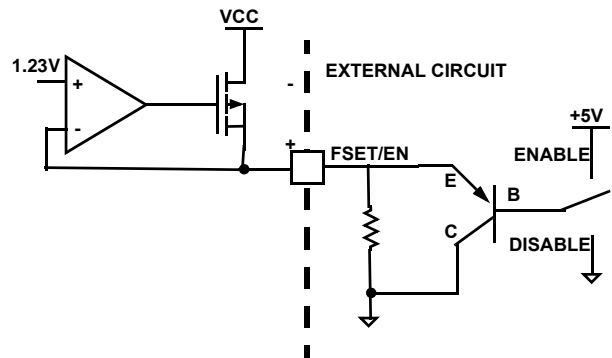 VCC
1.23V
+
-
-
+
EXTERNAL CIRCUIT
FSET/EN
E
B
C
+5V
ENABLE
DISABLE